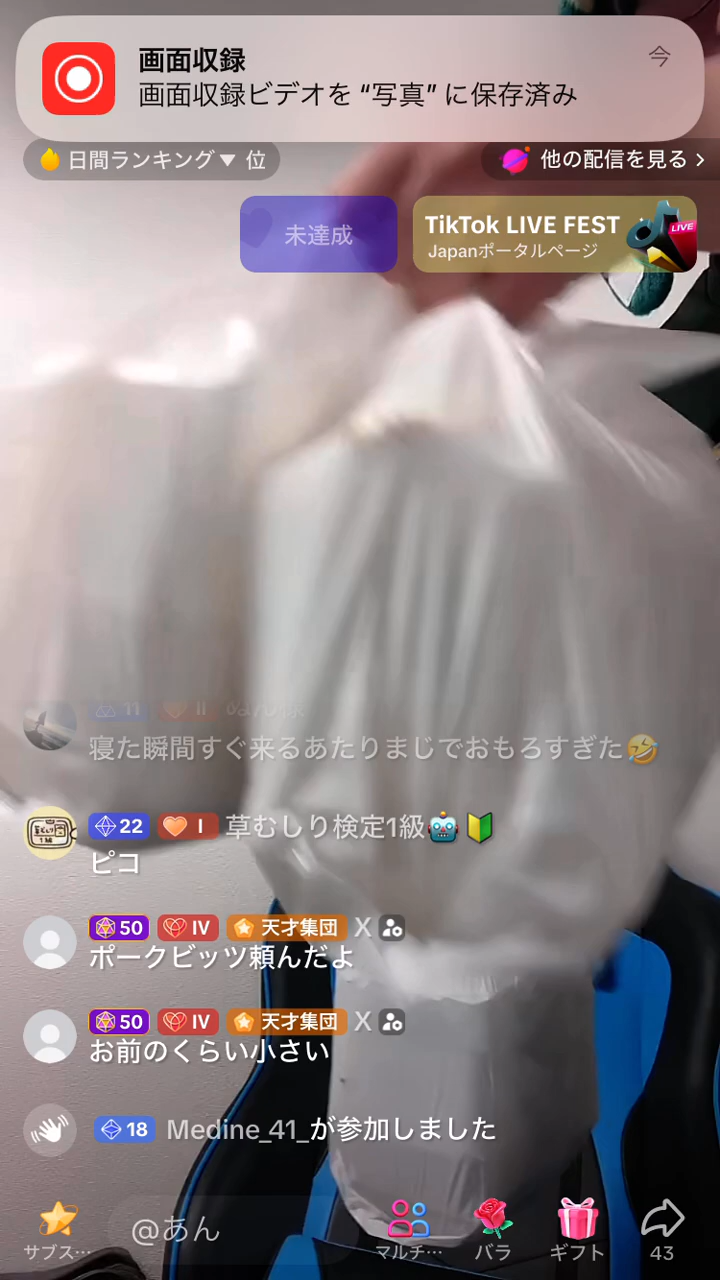 画面収録
今
画面収録ビデオを “写真” に保存済み
日間ランキング▼ 位
他の配信を見る ›
未達成
TikTok LIVE FEST
Japanポータルページ
LIVE
11 II ぬん様
寝た瞬間すぐ来るあたりまじでおもろすぎた🤣
22 I 草むしり検定1級🤖🔰
ピコ
50 IV 天才集団 X
ポークビッツ頼んだよ
50 IV 天才集団 X
お前のくらい小さい
18 Medine_41_が参加しました
@あん
サブス…
マルチ…
バラ
ギフト
43